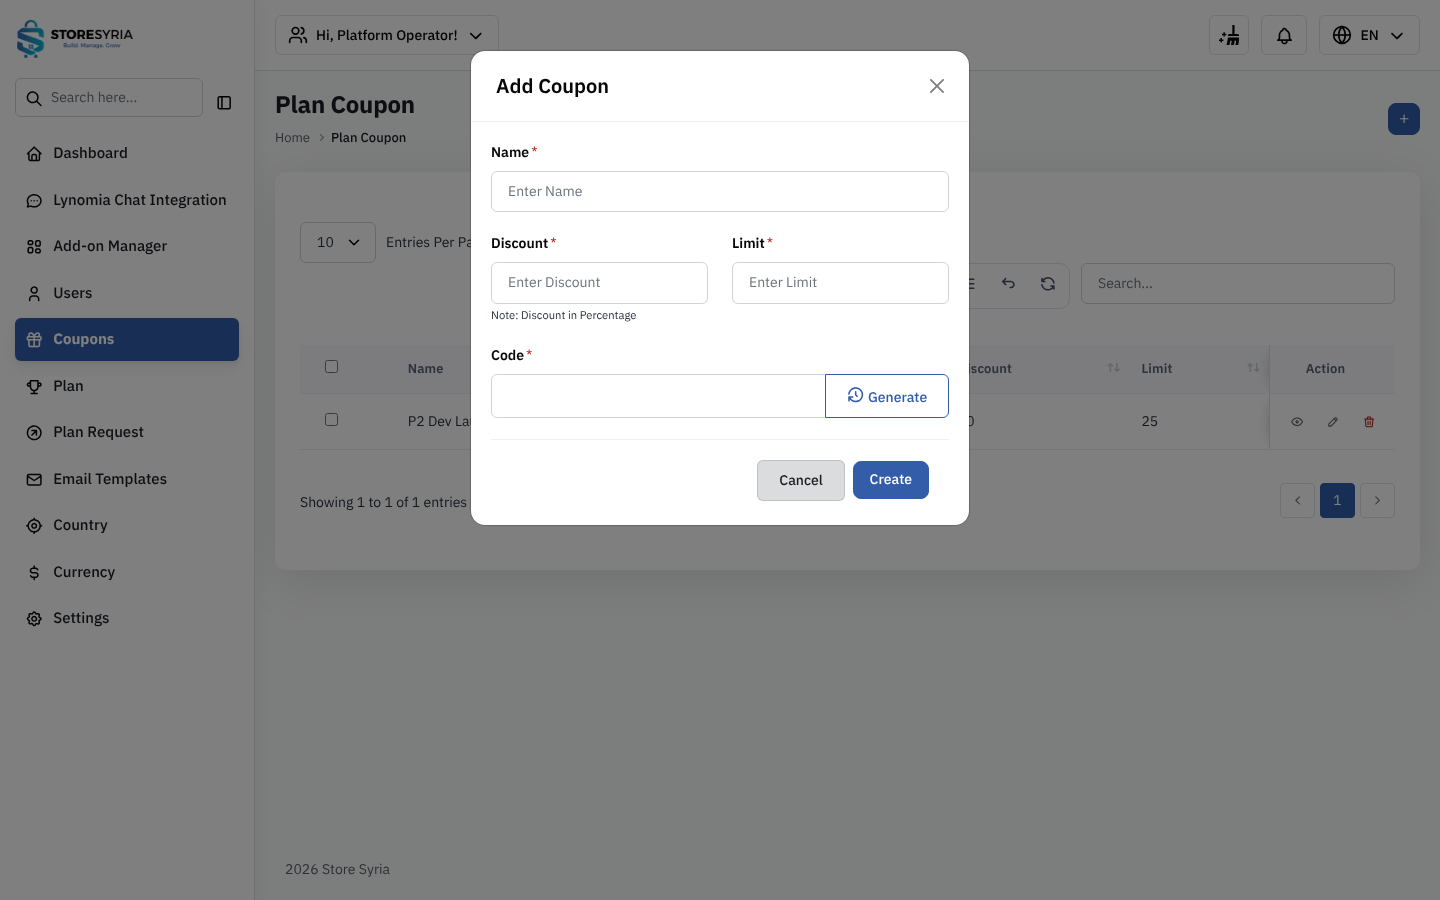 STORESYRIA
Build. Manage. Grow
Search here...
Dashboard
Lynomia Chat Integration
Add-on Manager
Users
Coupons
Plan
Plan Request
Email Templates
Country
Currency
Settings
Hi, Platform Operator!
EN
Plan Coupon
Home > Plan Coupon
+
10 Entries Per
Search...
Name
Limit
Action
P2 Dev
25
Showing 1 to 1 of 1 entries
1
2026 Store Syria
Add Coupon
Name *
Enter Name
Discount *
Limit *
Enter Discount
Enter Limit
Note: Discount in Percentage
Code *
Generate
Cancel
Create